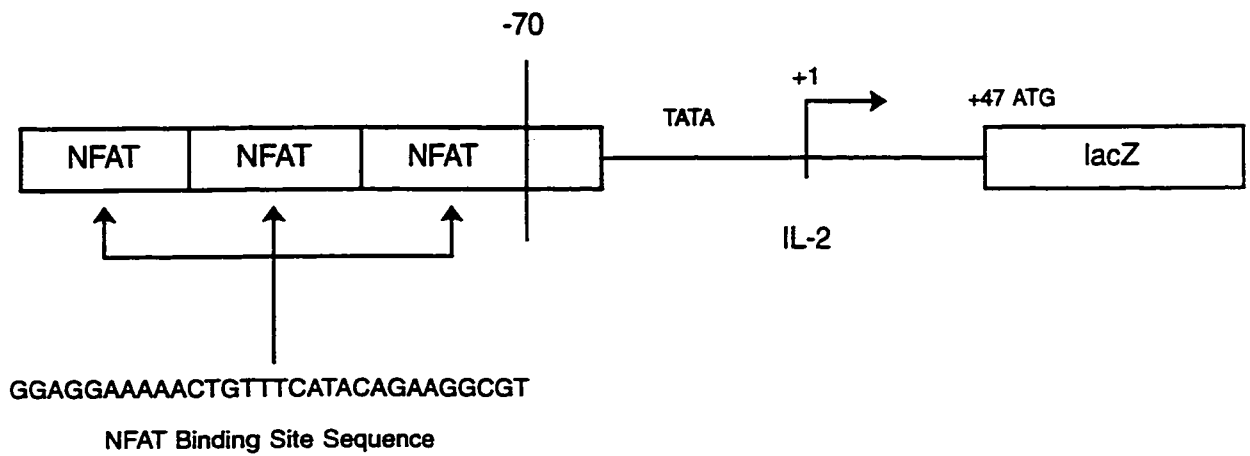 -70
+1
TATA
+47 ATG
NFAT NFAT NFAT
lacZ
IL-2
GGAGGAAAAACTGTTTCATACAGAAGGCGT
NFAT Binding Site Sequence